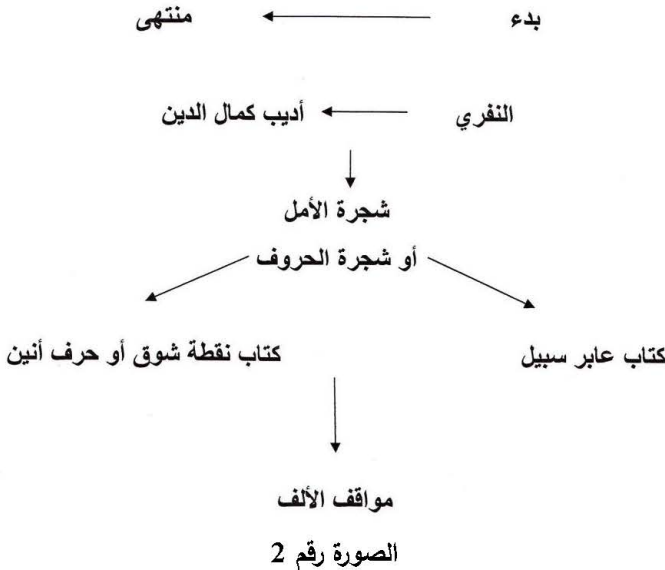 بدء منتهى
النفري أديب كمال الدين
شجرة الأمل
أو شجرة الحروف
كتاب عابر سبيل كتاب نقطة شوق أو حرف أنين
مواقف الألف
الصورة رقم 2